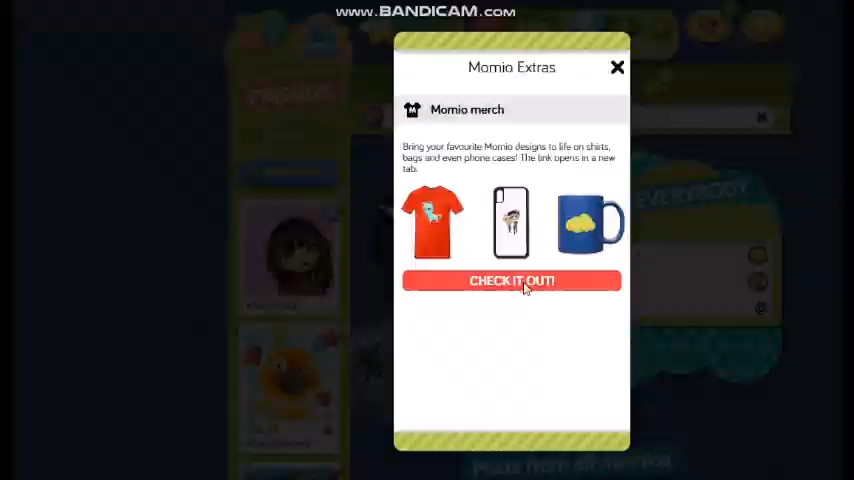 www.BANDICAM.com
Momio Extras
M
Momio merch
Bring your favourite Momio designs to life on shirts,
bags and even phone cases! The link opens in a new
tab.
CHECK IT OUT!
EVERYBODY